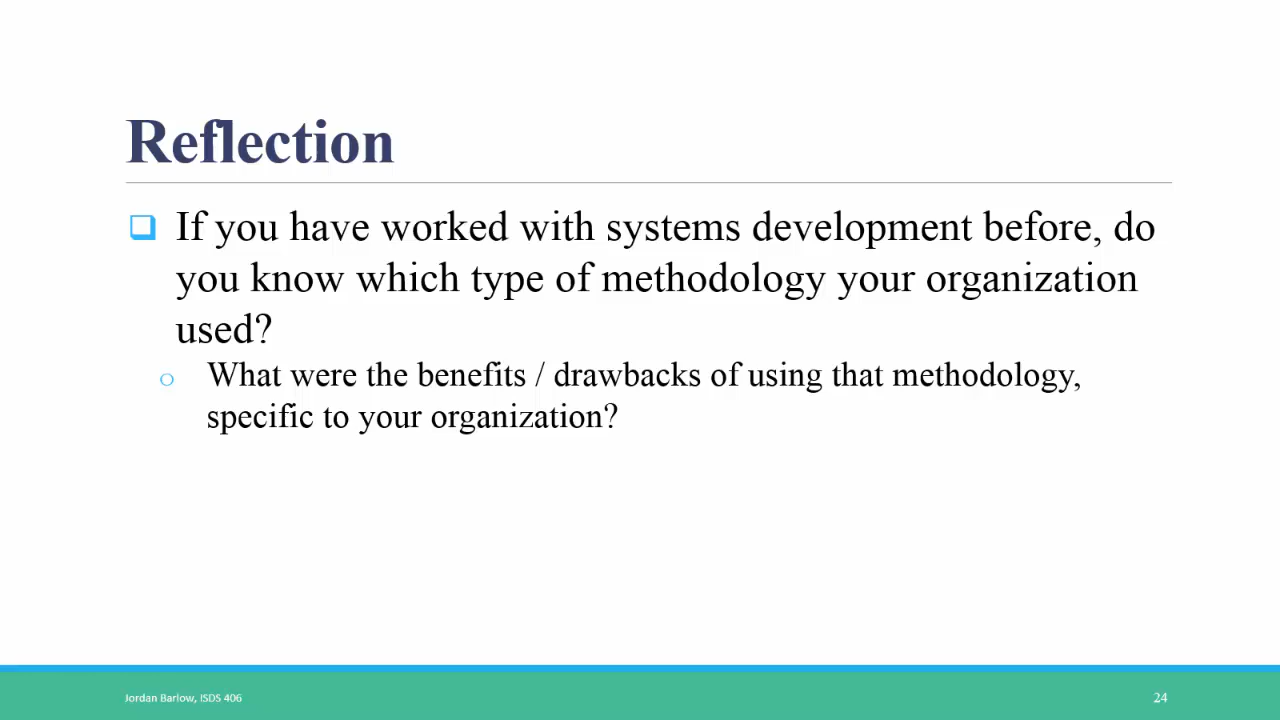 Reflection
If you have worked with systems development before, do
you know which type of methodology your organization
used?
What were the benefits / drawbacks of using that methodology,
specific to your organization?
Jordan Barlow, ISDS 406
24